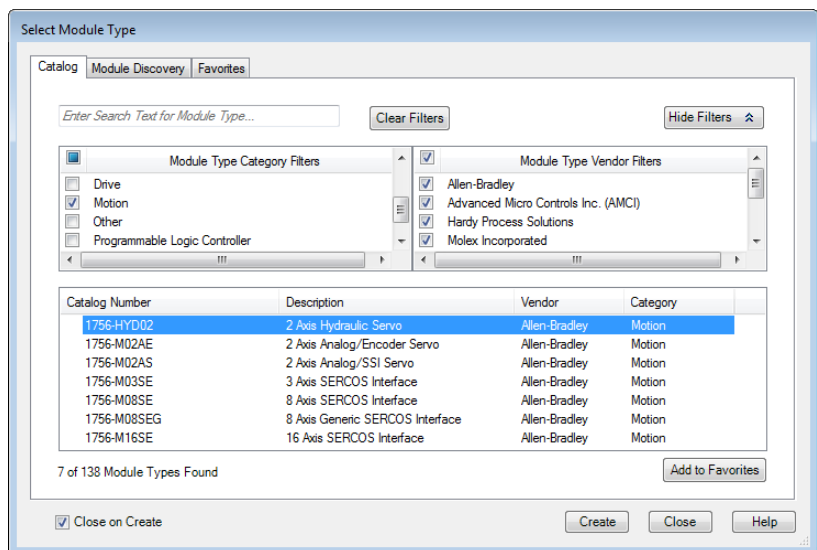 Select Module Type
Catalog Module Discovery Favorites
Enter Search Text for Module Type...
Clear Filters
Hide Filters
Module Type Category Filters
Drive
Motion
Other
Programmable Logic Controller
Module Type Vendor Filters
Allen-Bradley
Advanced Micro Controls Inc. (AMCI)
Hardy Process Solutions
Molex Incorporated
Catalog Number Description Vendor Category
1756-HYD02 2 Axis Hydraulic Servo Allen-Bradley Motion
1756-M02AE 2 Axis Analog/Encoder Servo Allen-Bradley Motion
1756-M02AS 2 Axis Analog/SSI Servo Allen-Bradley Motion
1756-M03SE 3 Axis SERCOS Interface Allen-Bradley Motion
1756-M08SE 8 Axis SERCOS Interface Allen-Bradley Motion
1756-M08SEG 8 Axis Generic SERCOS Interface Allen-Bradley Motion
1756-M16SE 16 Axis SERCOS Interface Allen-Bradley Motion
7 of 138 Module Types Found
Add to Favorites
Close on Create
Create
Close
Help